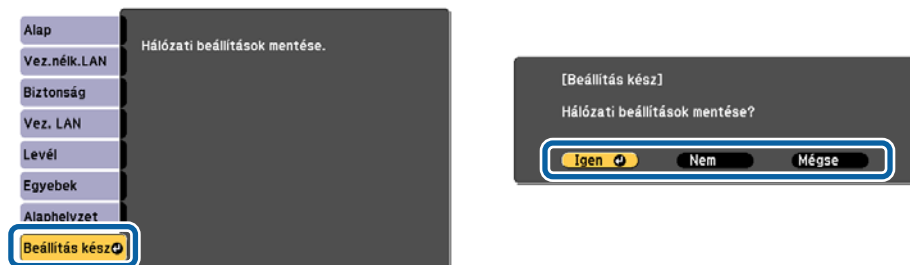 Alap
Vez.nélk.LAN
Biztonság
Vez. LAN
Levél
Egyebek
Alaphelyzet
Beállítás kész
Hálózati beállítások mentése.
[Beállítás kész]
Hálózati beállítások mentése?
Igen Nem Mégse